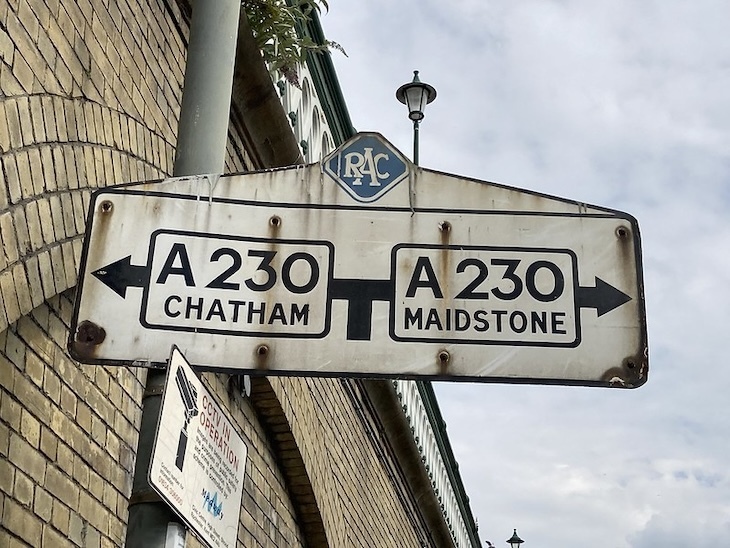 RAC
A 230
CHATHAM
A 230
MAIDSTONE
CCTV IN
OPERATION